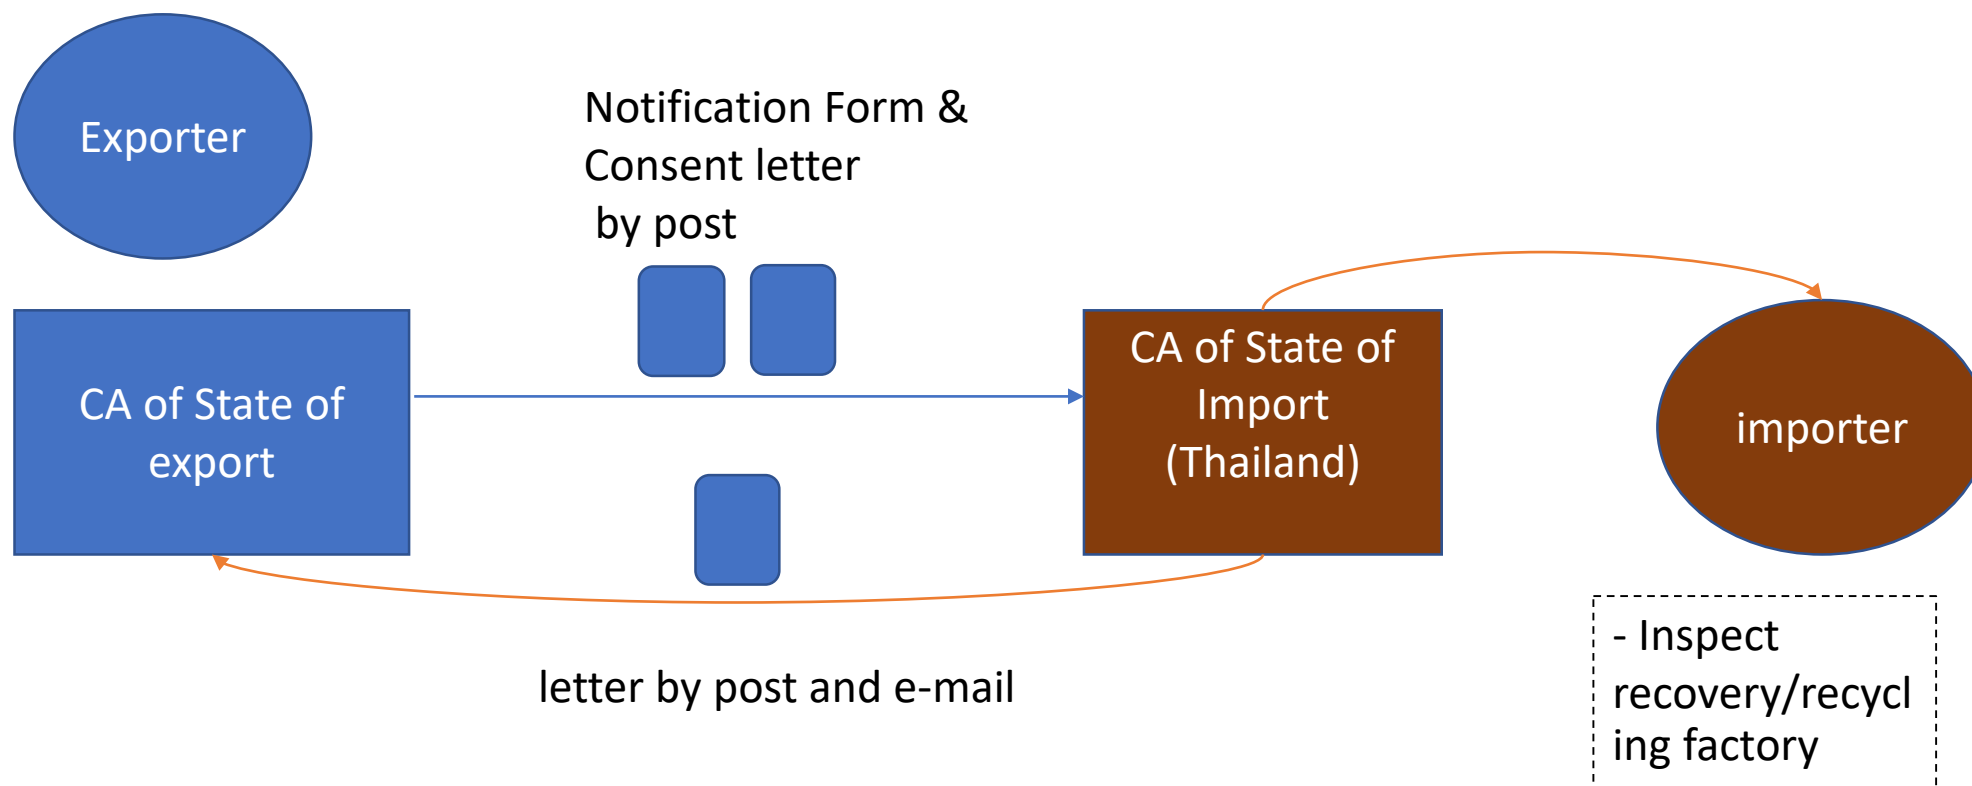 Exporter
Notification Form &
Consent letter
by post
CA of State of
export
CA of State of
Import
(Thailand)
importer
letter by post and e-mail
- Inspect
recovery/recycl
ing factory